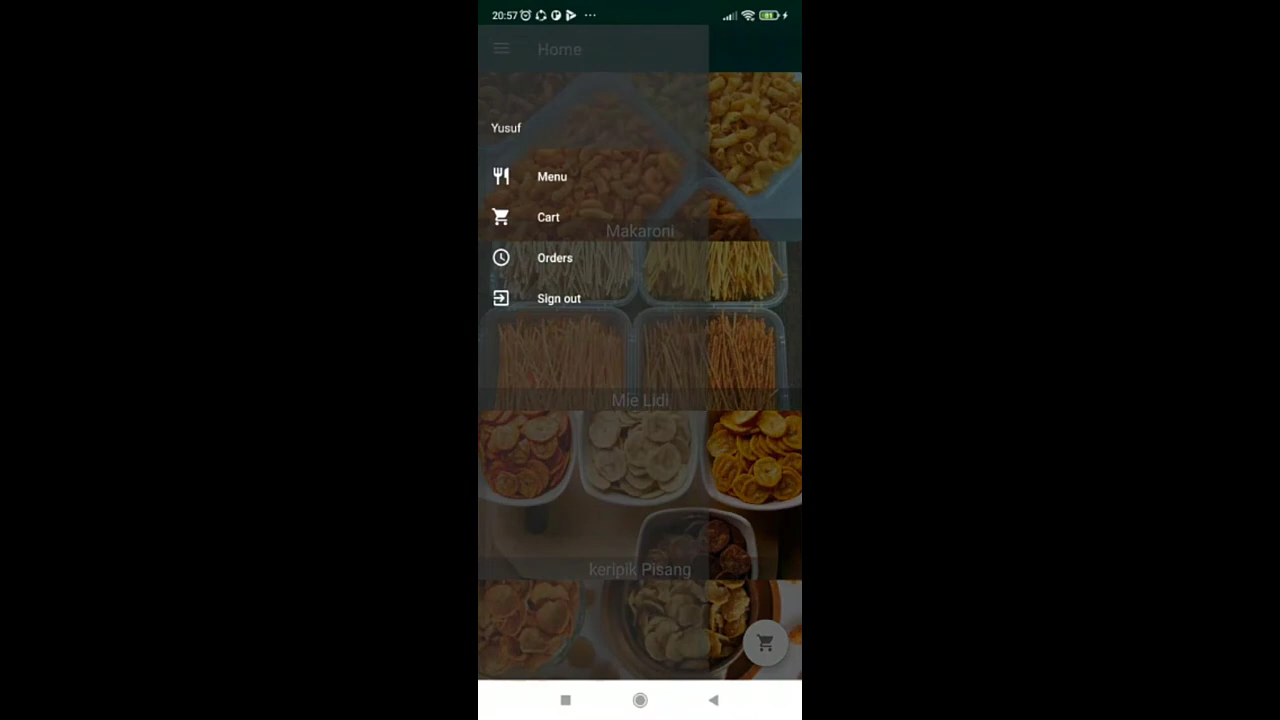 20:57
Home
Yusuf
Menu
Cart
Makaroni
Orders
Sign out
Mie Lidi
keripik Pisang